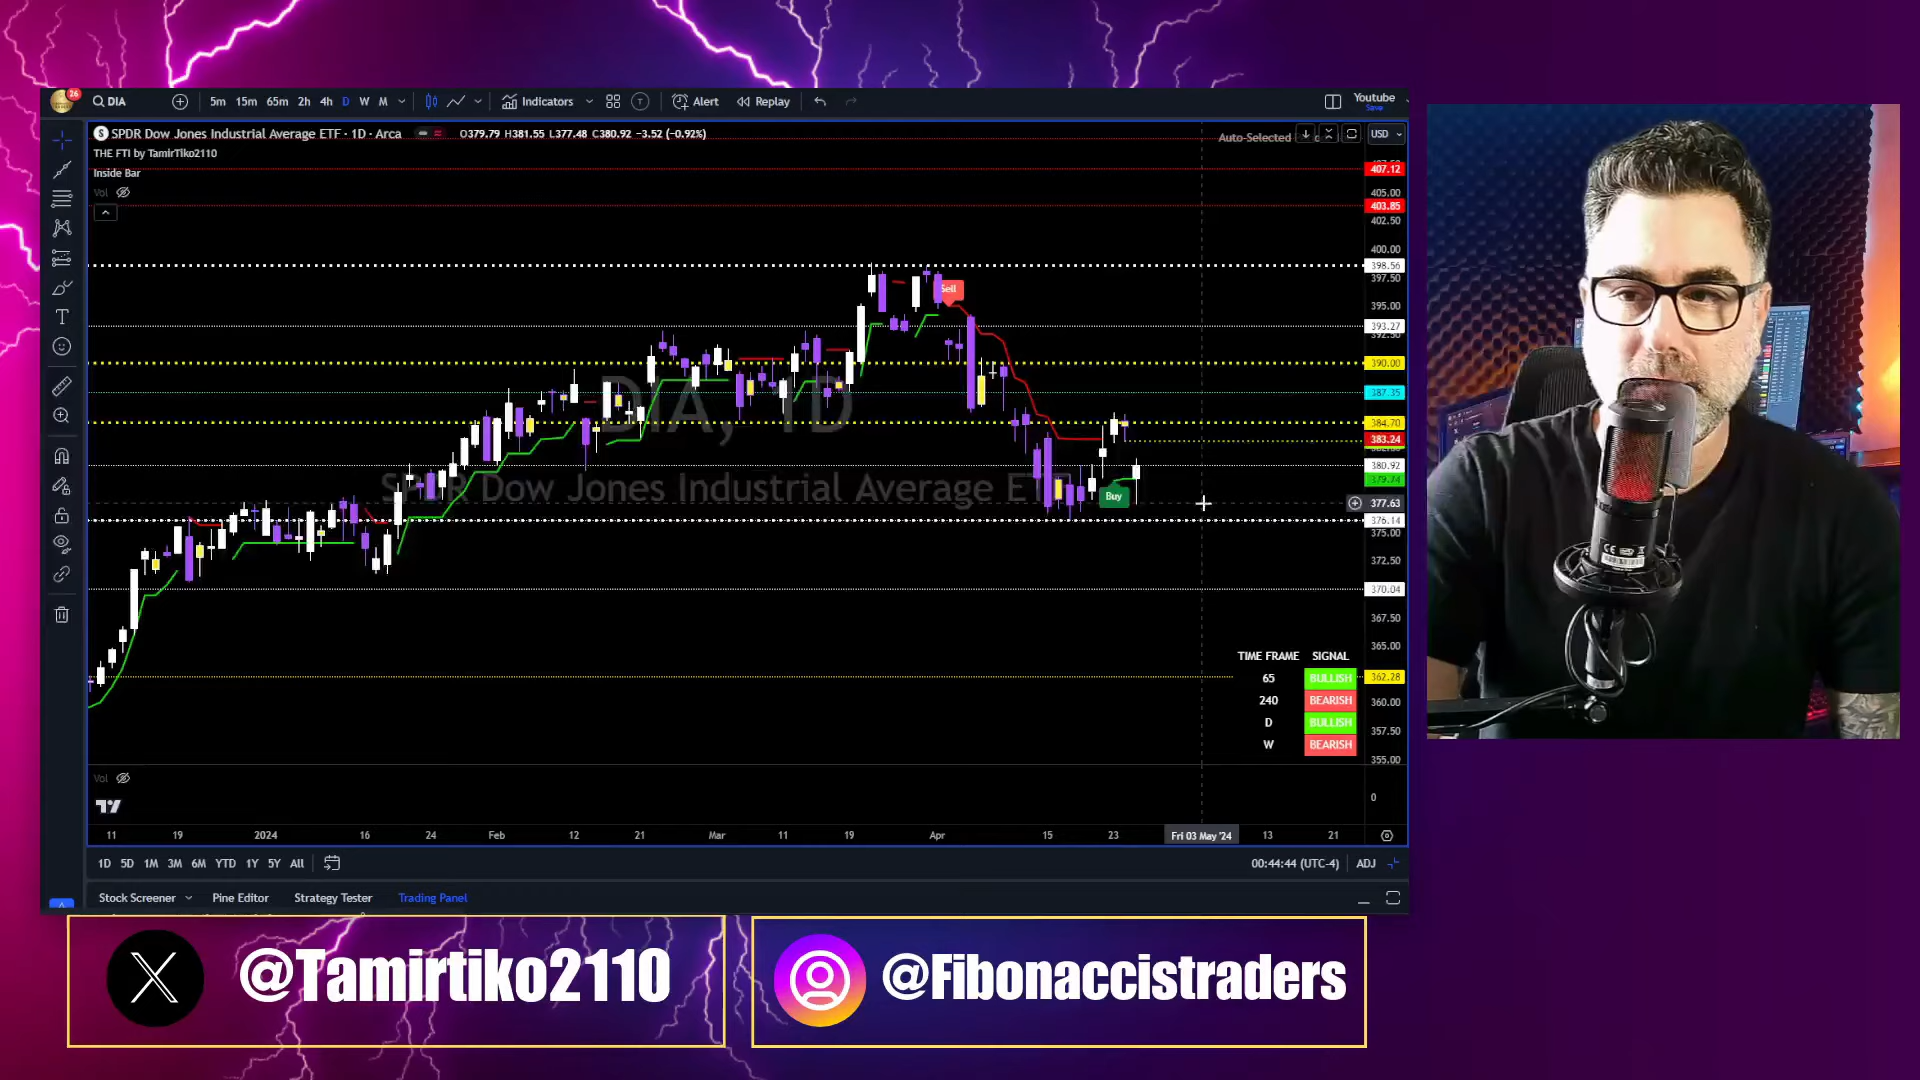 26
DIA
5m 15m 65m 2h 4h D W M
Indicators
Alert
Replay
Youtube
Save
SPDR Dow Jones Industrial Average ETF · 1D · Arca
O379.79 H381.55 L377.48 C380.92 −3.52 (−0.92%)
Auto-Selected
USD
THE FTI by TamirTiko2110
Inside Bar
Vol
407.12
405.00
403.85
402.50
400.00
398.56
397.50
395.00
393.27
392.50
390.00
387.35
384.70
383.24
380.92
379.74
377.63
376.14
375.00
372.50
370.04
367.50
365.00
362.28
360.00
357.50
355.00
0
Sell
Buy
DIA, 1D
SPDR Dow Jones Industrial Average ETF
TIME FRAME SIGNAL
65 BULLISH
240 BEARISH
D BULLISH
W BEARISH
Vol
11 19 2024 16 24 Feb 12 21 Mar 11 19 Apr 15 23 Fri 03 May '24 13 21
1D 5D 1M 3M 6M YTD 1Y 5Y All
00:44:44 (UTC-4)
ADJ
Stock Screener
Pine Editor
Strategy Tester
Trading Panel
@Tamirtiko2110
@Fibonaccistraders